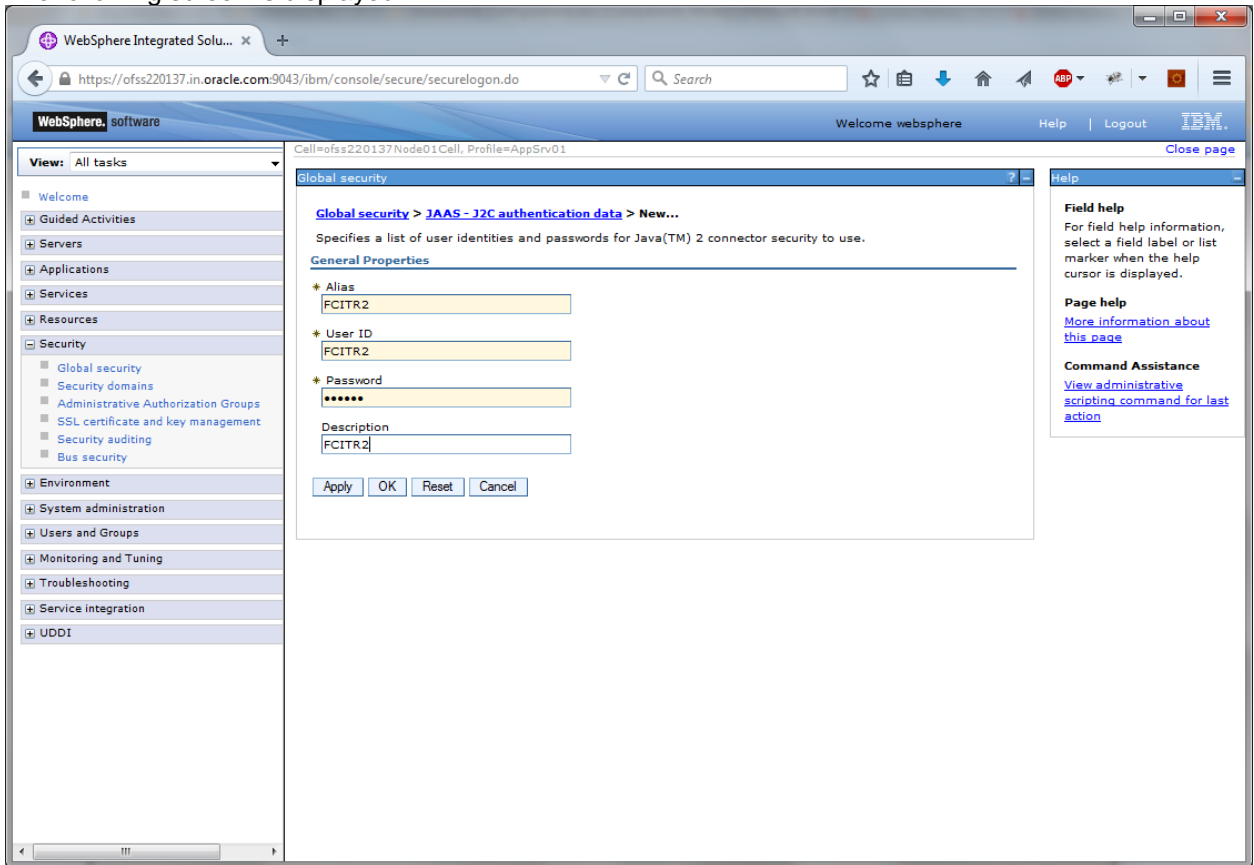 WebSphere Integrated Solu... × +
https://ofss220137.in.oracle.com:9043/ibm/console/secure/securelogon.do Search ABP
WebSphere. software Welcome websphere Help | Logout IBM.
View: All tasks
Cell=ofss220137Node01Cell, Profile=AppSrv01 Close page
Welcome
Guided Activities
Servers
Applications
Services
Resources
Security
Global security
Security domains
Administrative Authorization Groups
SSL certificate and key management
Security auditing
Bus security
Environment
System administration
Users and Groups
Monitoring and Tuning
Troubleshooting
Service integration
UDDI
Global security ? –
Global security > JAAS - J2C authentication data > New...
Specifies a list of user identities and passwords for Java(TM) 2 connector security to use.
General Properties
* Alias
FCITR2
* User ID
FCITR2
* Password
••••••
Description
FCITR2
Apply OK Reset Cancel
Help –
Field help
For field help information,
select a field label or list
marker when the help
cursor is displayed.
Page help
More information about
this page
Command Assistance
View administrative
scripting command for last
action